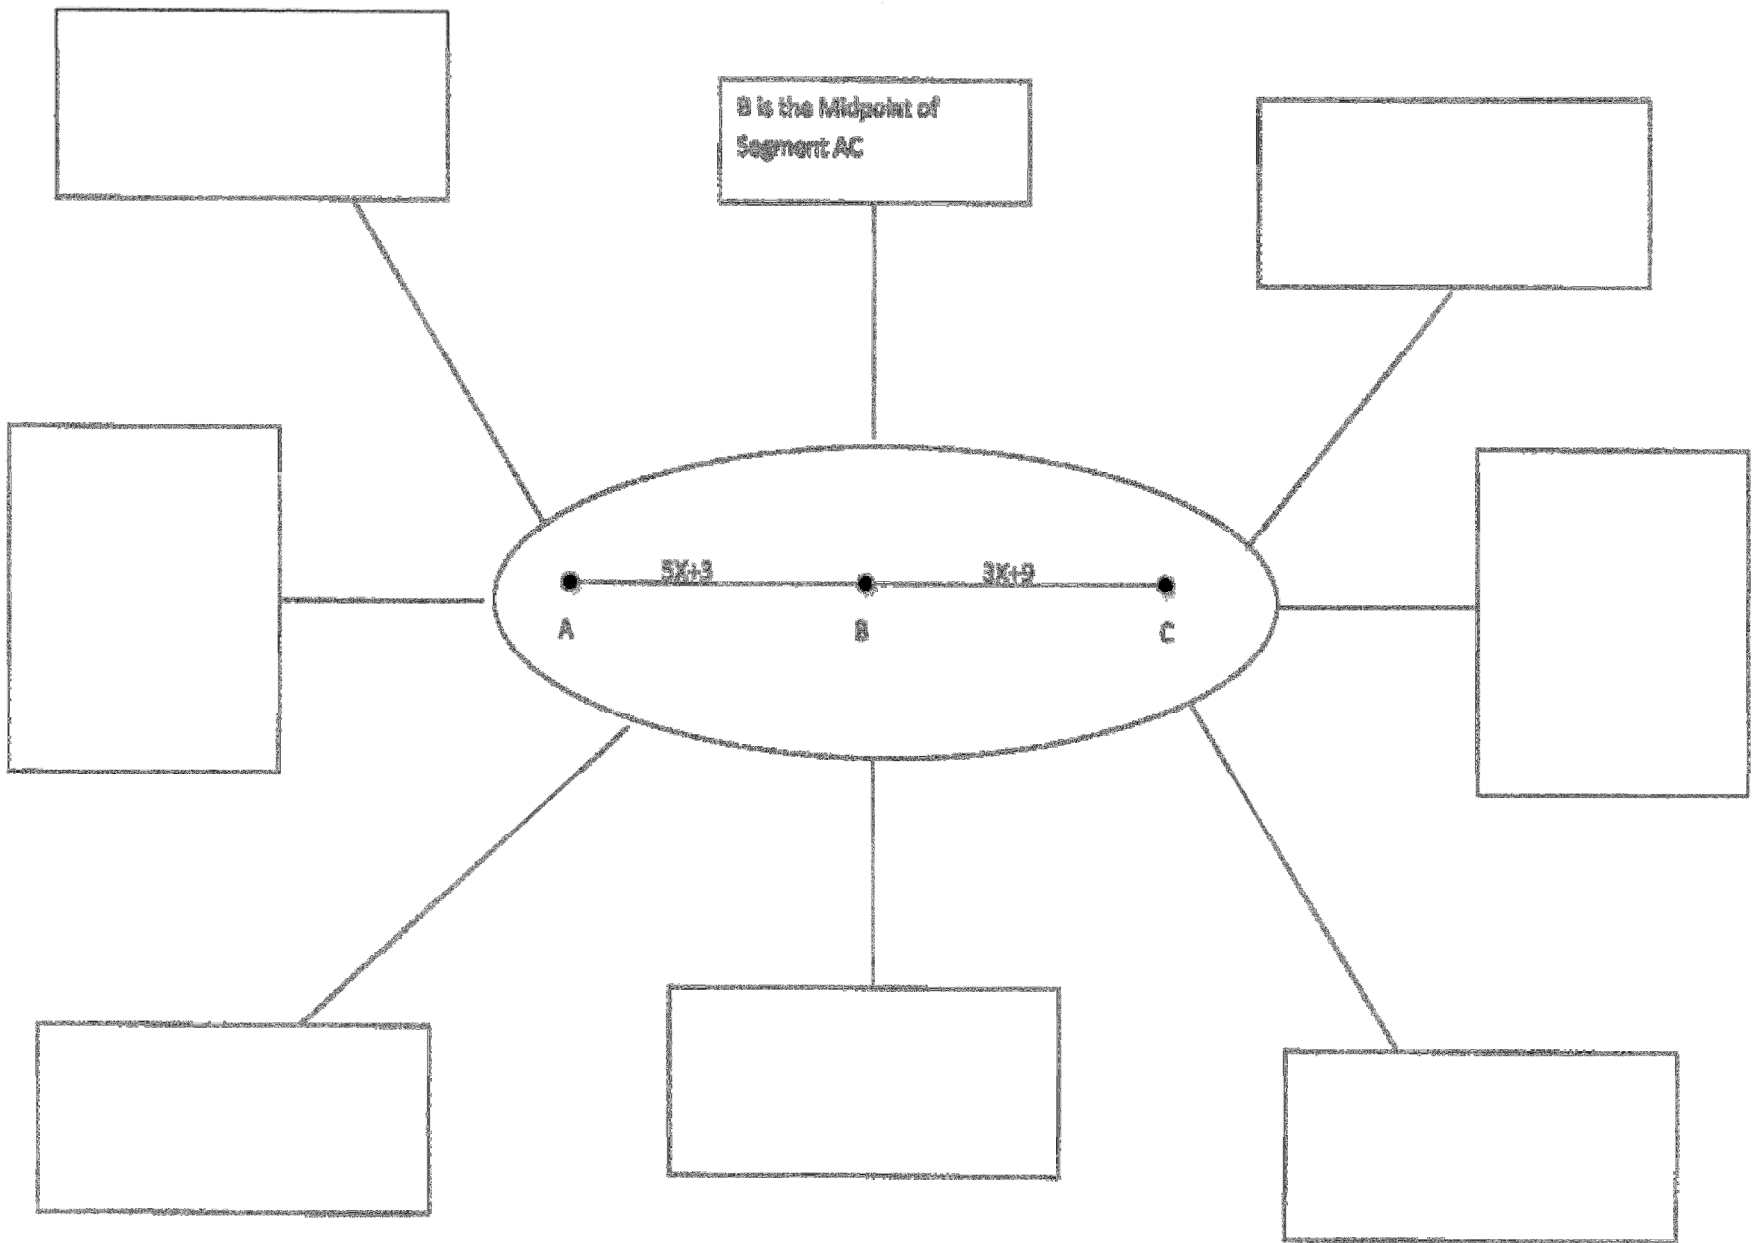 B is the Midpoint of
Segment AC
5X+3
3X+9
A
B
C